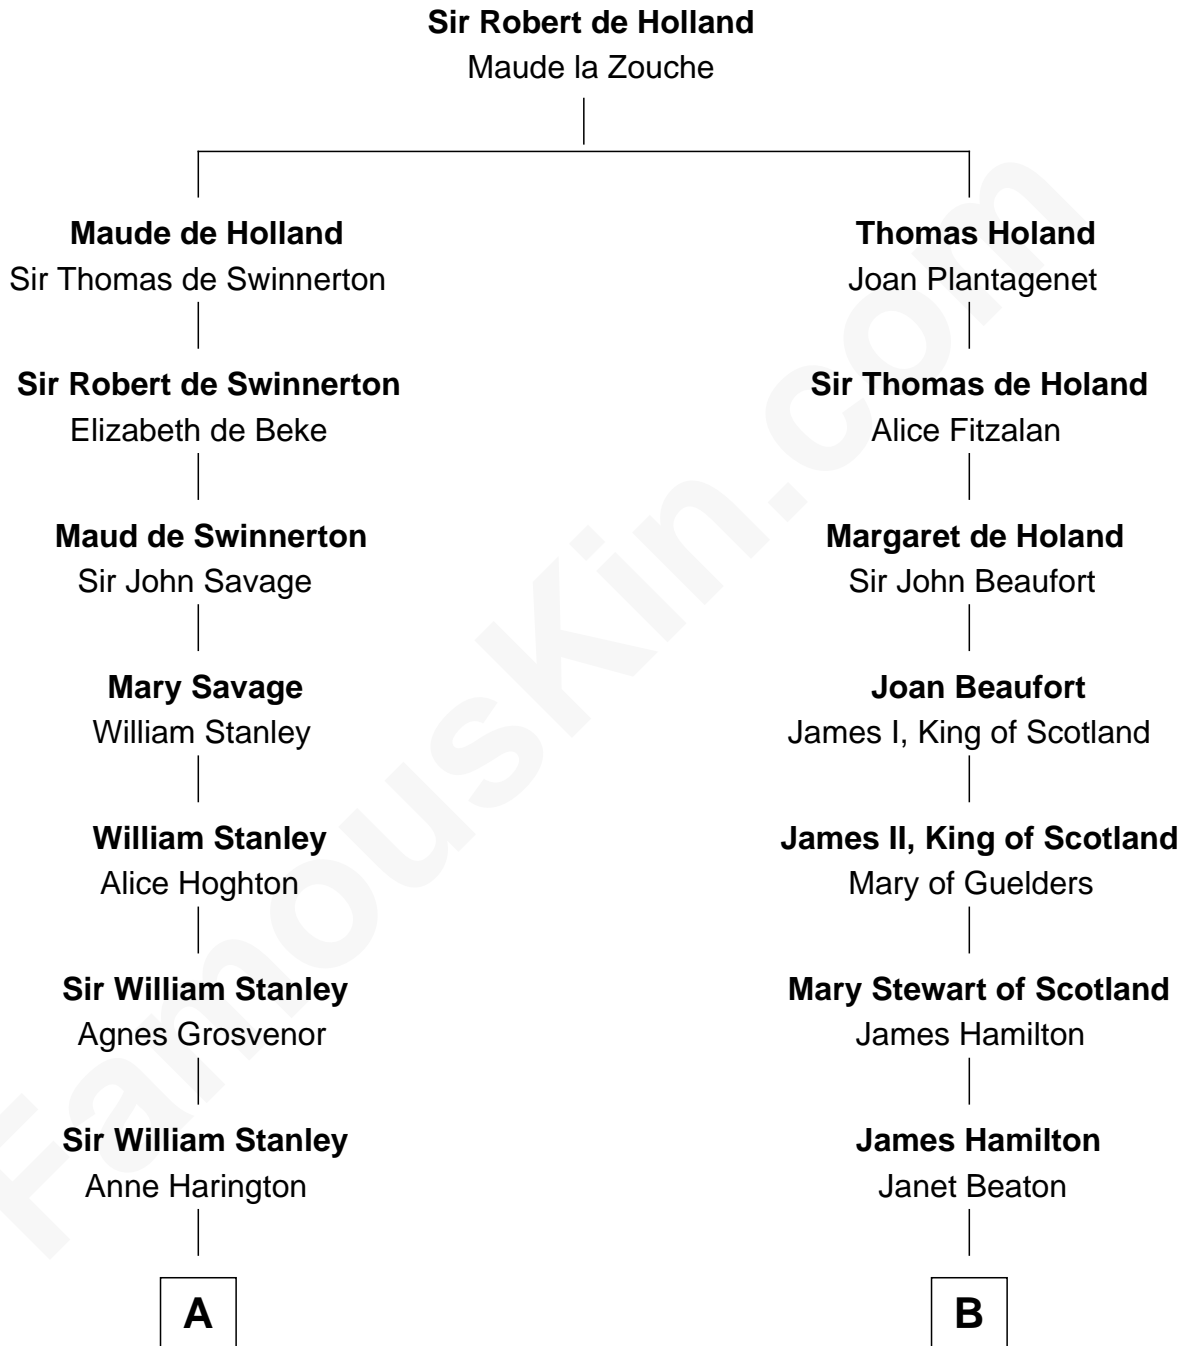 Sir Robert de Holland
Maude la Zouche
Maude de Holland
Sir Thomas de Swinnerton
Thomas Holand
Joan Plantagenet
Sir Robert de Swinnerton
Elizabeth de Beke
Sir Thomas de Holand
Alice Fitzalan
Maud de Swinnerton
Sir John Savage
Margaret de Holand
Sir John Beaufort
Mary Savage
William Stanley
Joan Beaufort
James I, King of Scotland
William Stanley
Alice Hoghton
James II, King of Scotland
Mary of Guelders
Sir William Stanley
Agnes Grosvenor
Mary Stewart of Scotland
James Hamilton
Sir William Stanley
Anne Harington
James Hamilton
Janet Beaton
A
B
FamousKin.com